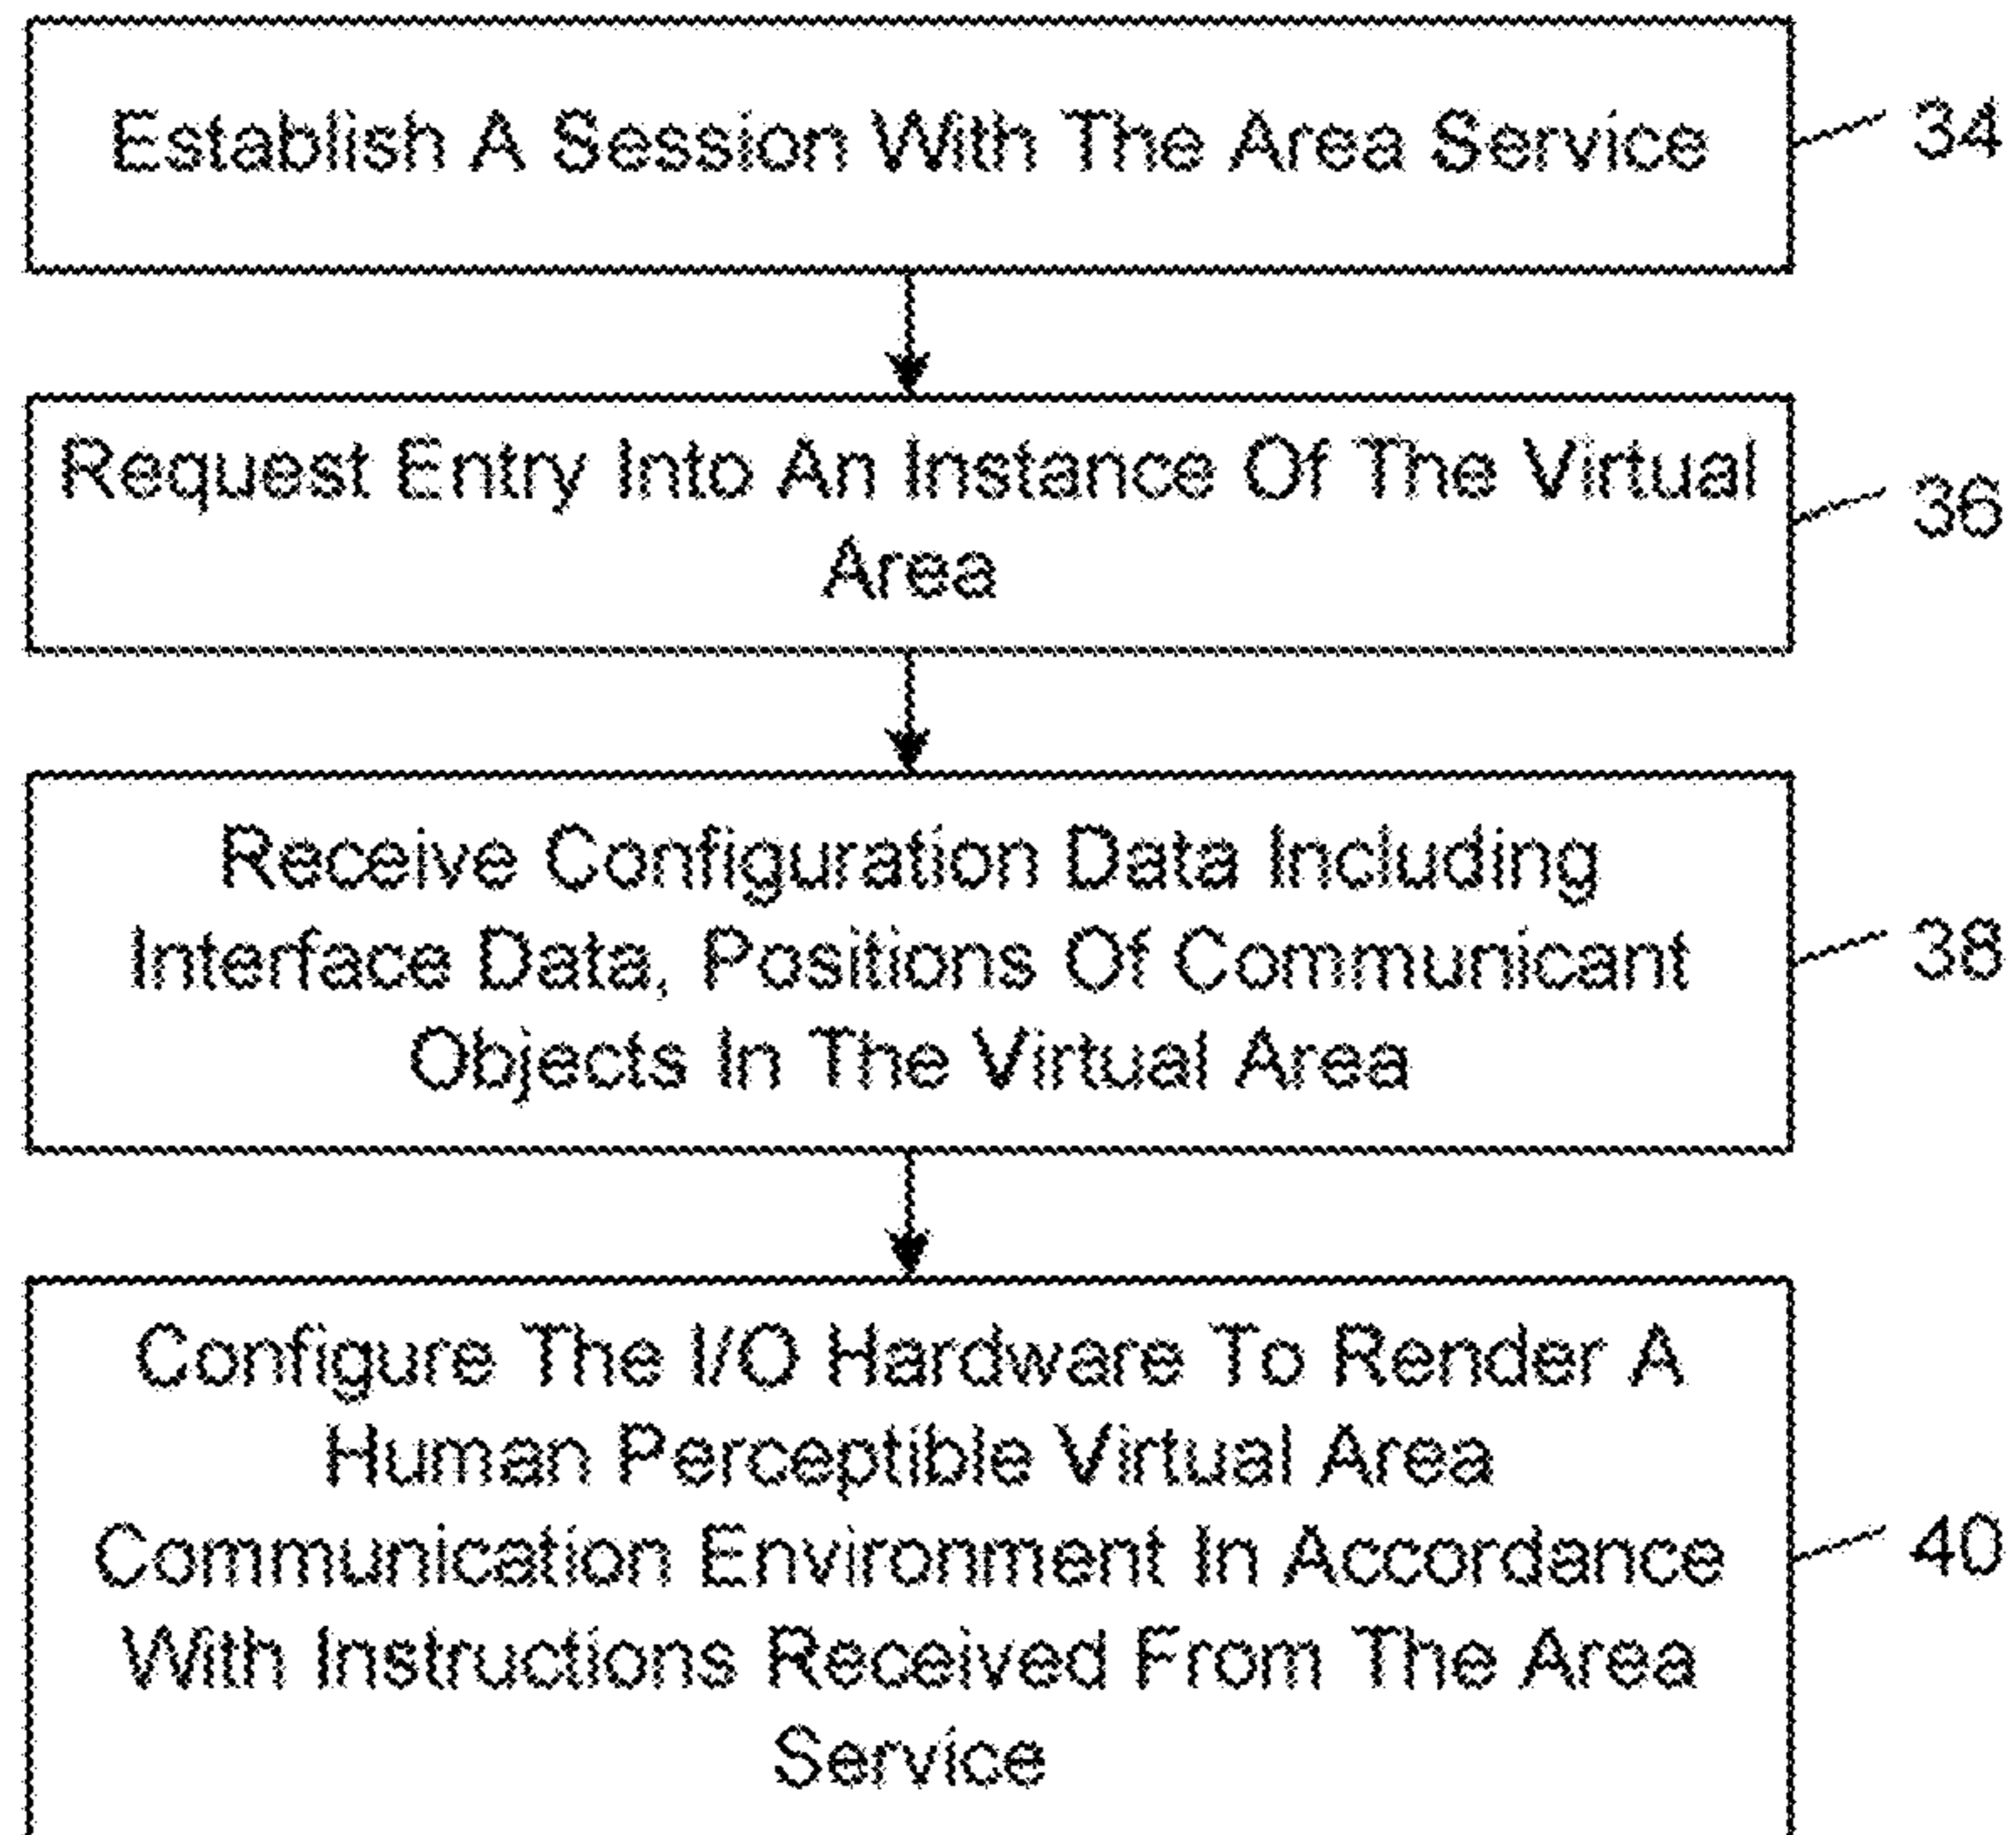 Establish A Session With The Area Service
34
Request Entry Into An Instance Of The Virtual
Area
36
Receive Configuration Data Including
Interface Data, Positions Of Communicant
Objects In The Virtual Area
38
Configure The I/O Hardware To Render A
Human Perceptible Virtual Area
Communication Environment In Accordance
With Instructions Received From The Area
Service
40